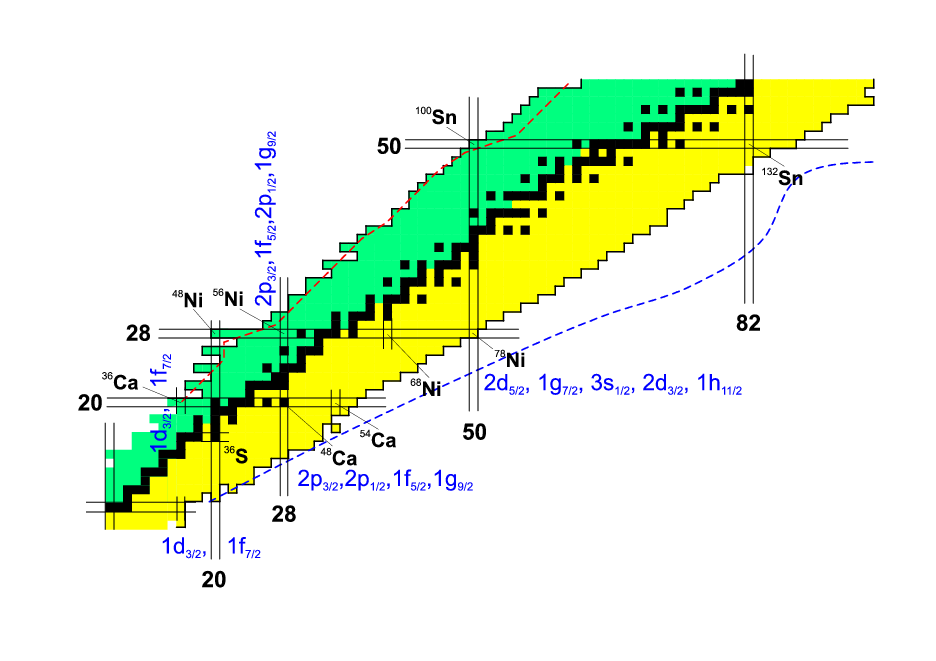 ¹⁰⁰Sn
50
¹³²Sn
2p₃/₂,1f₅/₂,2p₁/₂,1g₉/₂
⁴⁸Ni
⁵⁶Ni
28
82
⁷⁸Ni
1d₃/₂, 1f₇/₂
³⁶Ca
⁶⁸Ni
2d₅/₂, 1g₇/₂, 3s₁/₂, 2d₃/₂, 1h₁₁/₂
20
50
⁵⁴Ca
³⁶S
⁴⁸Ca
2p₃/₂,2p₁/₂,1f₅/₂,1g₉/₂
28
1d₃/₂, 1f₇/₂
20